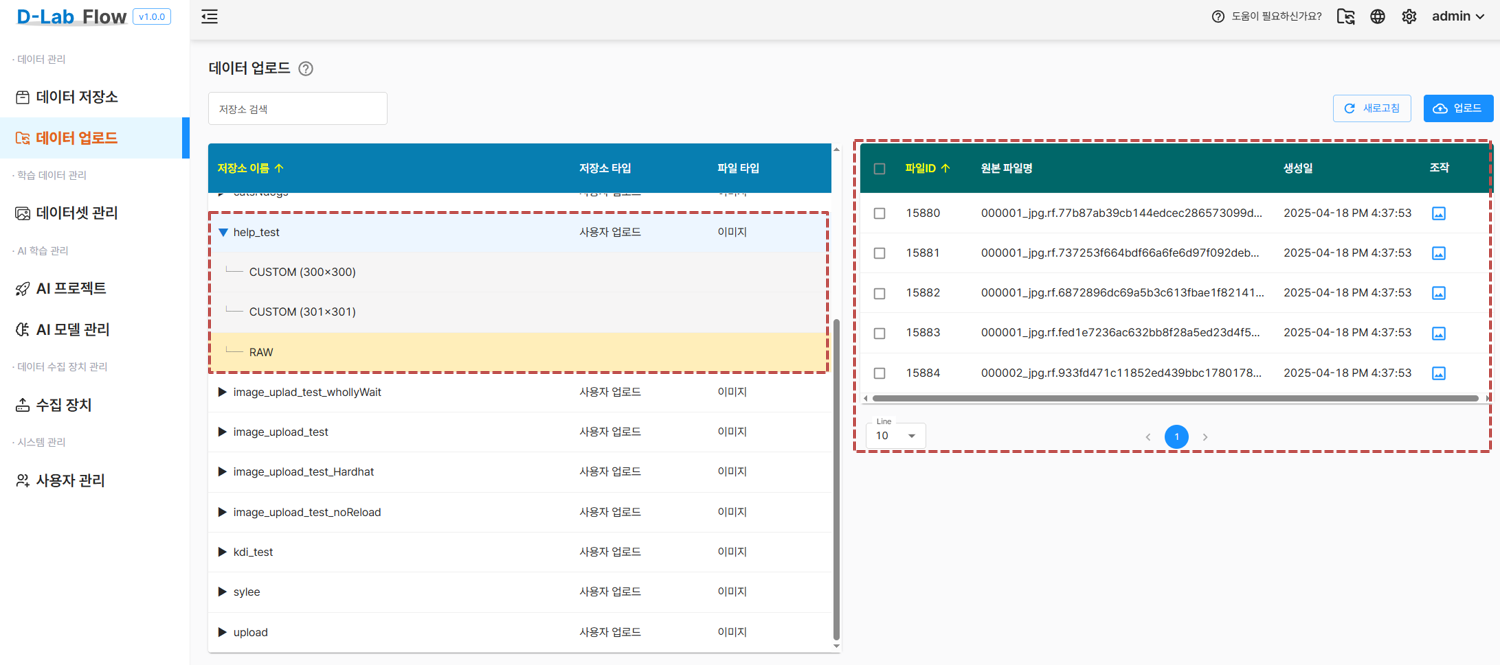 D-Lab Flow v1.0.0
도움이 필요하신가요? admin
· 데이터 관리
데이터 저장소
데이터 업로드
· 학습 데이터 관리
데이터셋 관리
· AI 학습 관리
AI 프로젝트
AI 모델 관리
· 데이터 수집 장치 관리
수집 장치
· 시스템 관리
사용자 관리
데이터 업로드
저장소 검색
새로고침 업로드
저장소 이름 저장소 타입 파일 타입
help_test 사용자 업로드 이미지
CUSTOM (300×300)
CUSTOM (301×301)
RAW
image_uplad_test_whollyWait 사용자 업로드 이미지
image_upload_test 사용자 업로드 이미지
image_upload_test_Hardhat 사용자 업로드 이미지
image_upload_test_noReload 사용자 업로드 이미지
kdi_test 사용자 업로드 이미지
sylee 사용자 업로드 이미지
upload 사용자 업로드 이미지
파일ID 원본 파일명 생성일 조작
15880 000001_jpg.rf.77b87ab39cb144edcec286573099d... 2025-04-18 PM 4:37:53
15881 000001_jpg.rf.737253f664bdf66a6fe6d97f092deb... 2025-04-18 PM 4:37:53
15882 000001_jpg.rf.6872896dc69a5b3c613fbae1f82141... 2025-04-18 PM 4:37:53
15883 000001_jpg.rf.fed1e7236ac632bb8f28a5ed23d4f5... 2025-04-18 PM 4:37:53
15884 000002_jpg.rf.933fd471c11852ed439bbc1780178... 2025-04-18 PM 4:37:53
Line
10
1